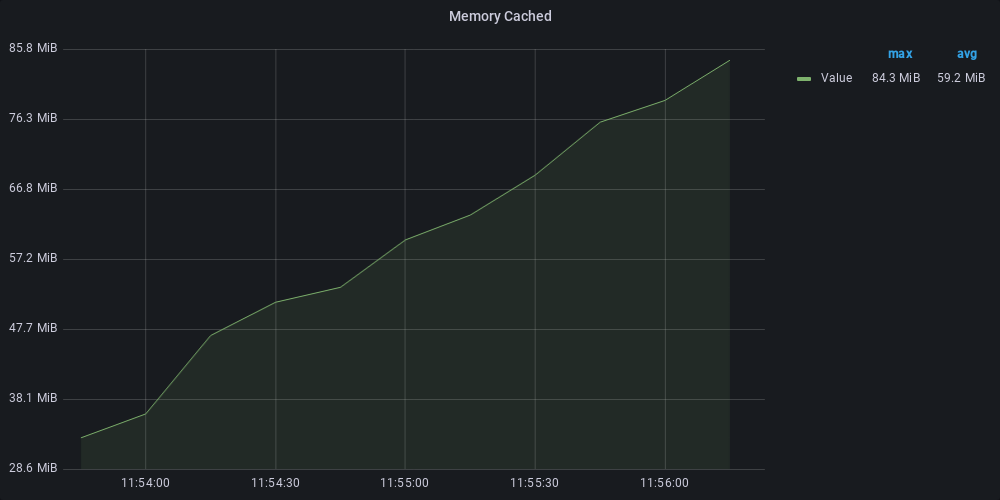 Memory Cached
85.8 MiB
76.3 MiB
66.8 MiB
57.2 MiB
47.7 MiB
38.1 MiB
28.6 MiB
11:54:00 11:54:30 11:55:00 11:55:30 11:56:00
max avg
Value 84.3 MiB 59.2 MiB